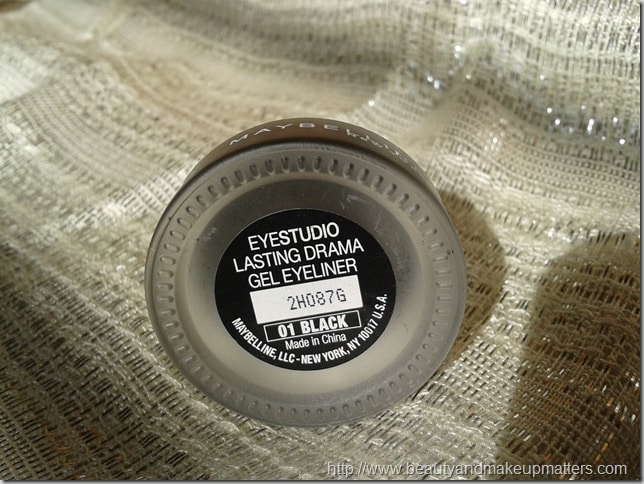 MAYBELLINE
EYESTUDIO
LASTING DRAMA
GEL EYELINER
2H087G
01 BLACK
Made in China
MAYBELLINE, LLC - NEW YORK, NY 10017 U.S.A.
http://www.beautyandmakeupmatters.com